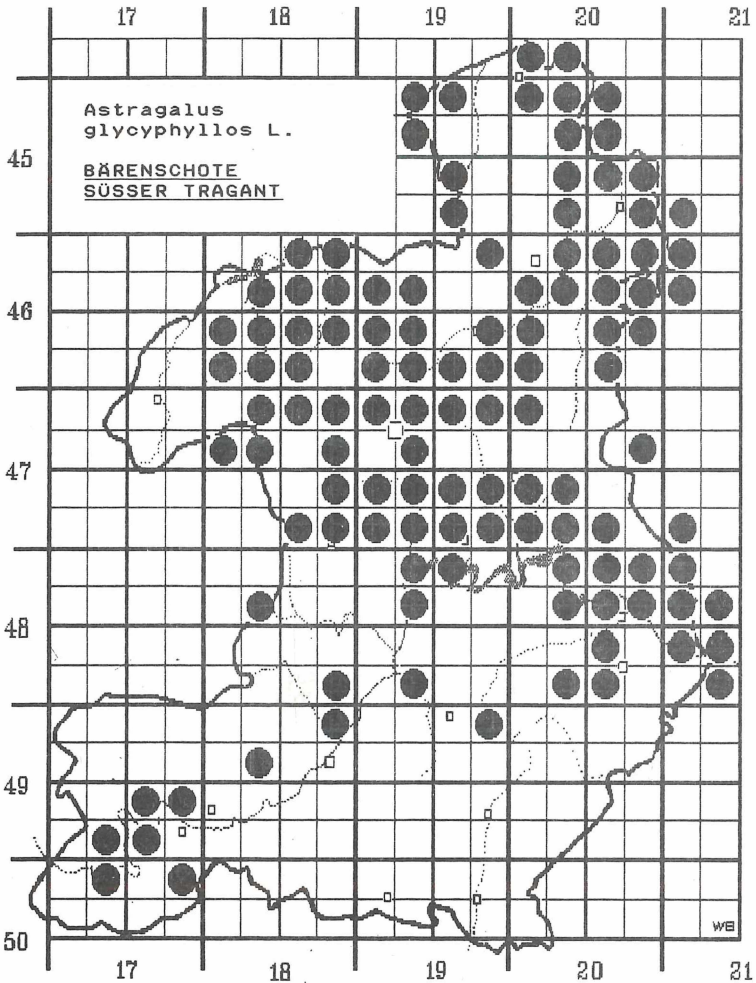 17 18 19 20 21
Astragalus
glycyphyllos L.
45
BÄRENSCHOTE
SÜSSER TRAGANT
46
47
48
49
WB
50
17 18 19 20 21